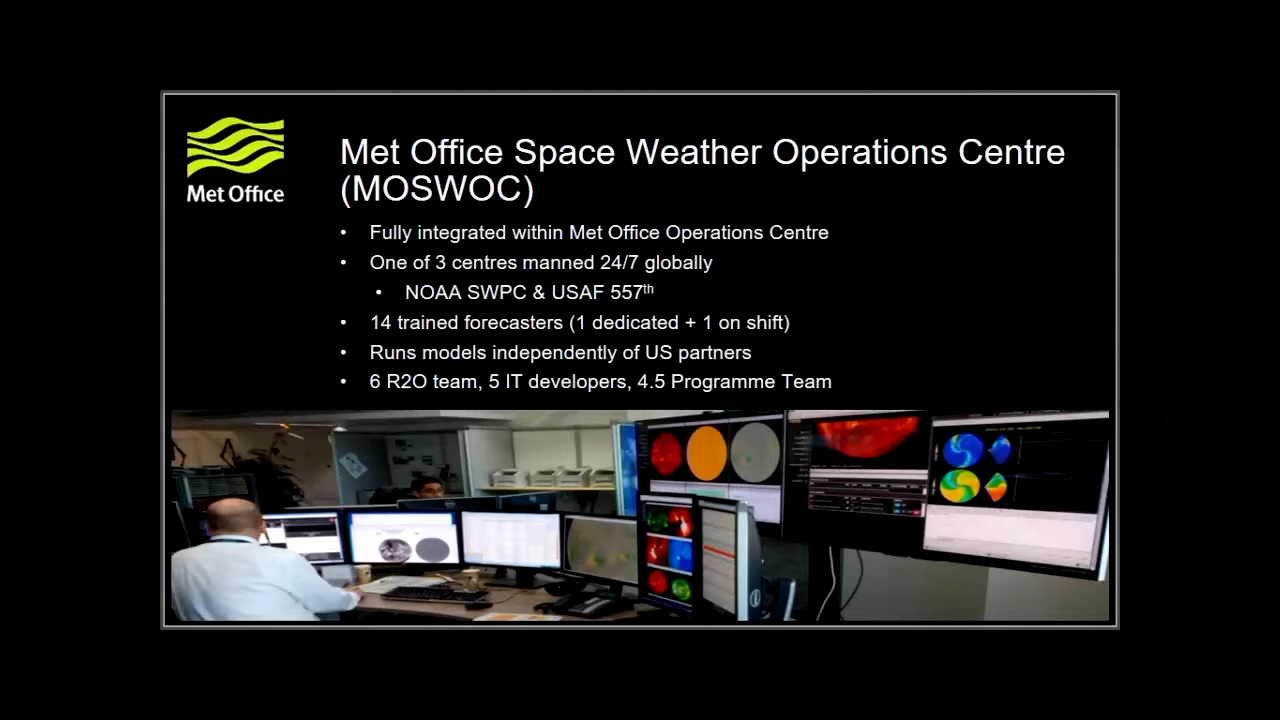 Met Office
Met Office Space Weather Operations Centre
(MOSWOC)
• Fully integrated within Met Office Operations Centre
• One of 3 centres manned 24/7 globally
• NOAA SWPC & USAF 557th
• 14 trained forecasters (1 dedicated + 1 on shift)
• Runs models independently of US partners
• 6 R2O team, 5 IT developers, 4.5 Programme Team